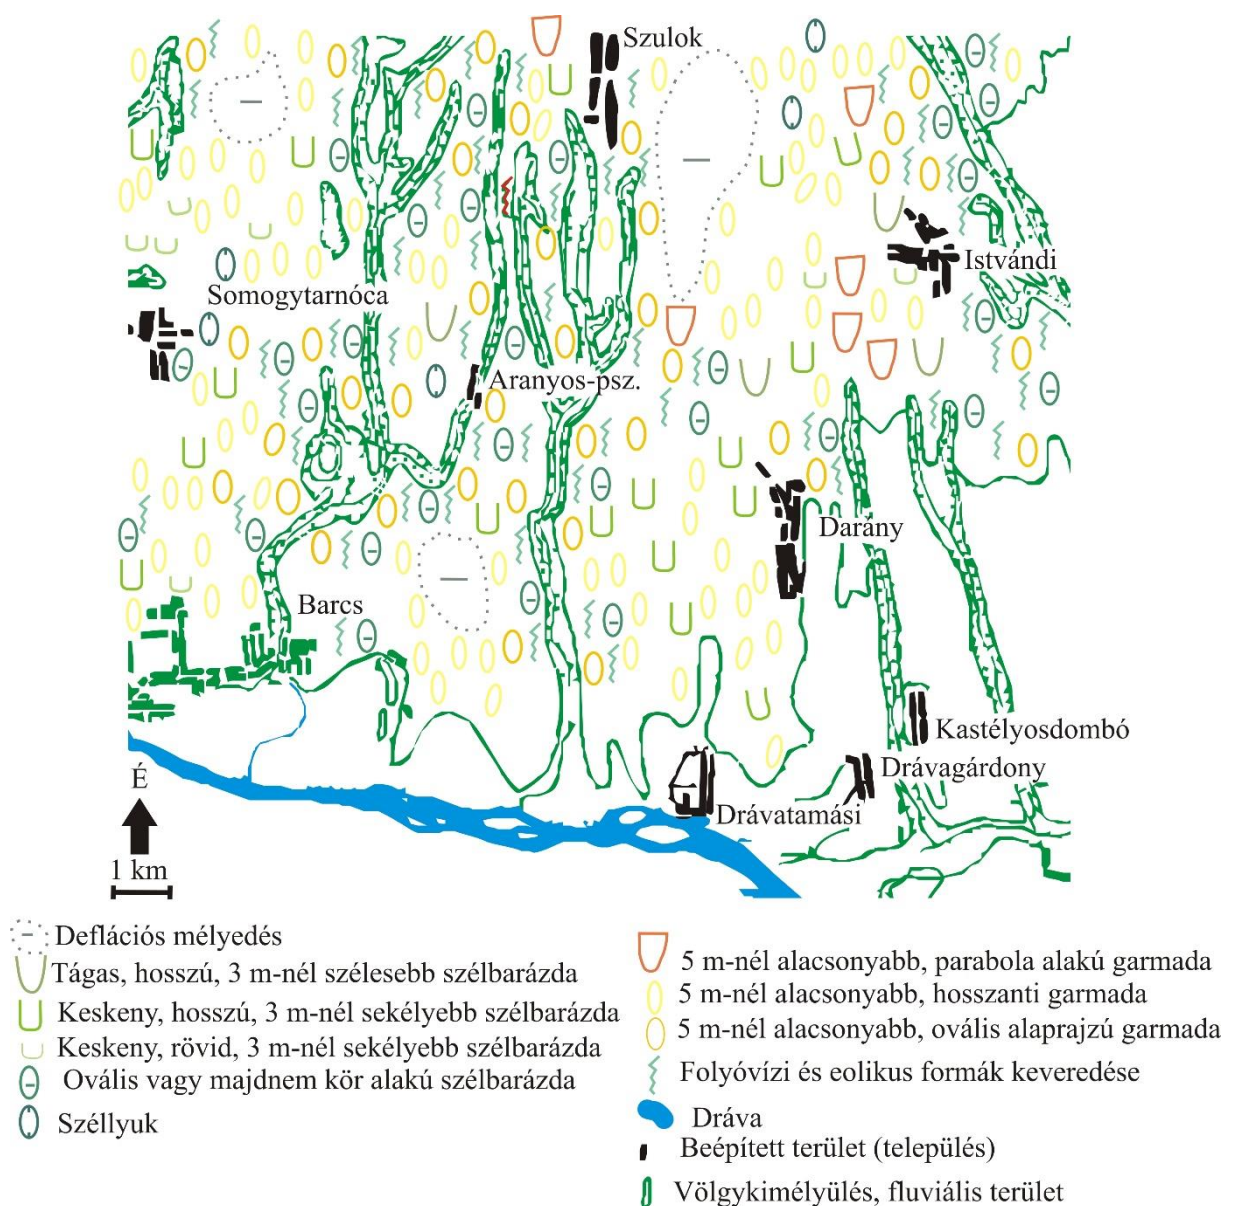 Szulok
Istvándi
Somogytarnóca
Aranyos-psz.
Darány
Barcs
Kastélyosdombó
Drávagárdony
Drávatamási
É
1 km
Deflációs mélyedés
Tágas, hosszú, 3 m-nél szélesebb szélbarázda
Keskeny, hosszú, 3 m-nél sekélyebb szélbarázda
Keskeny, rövid, 3 m-nél sekélyebb szélbarázda
Ovális vagy majdnem kör alakú szélbarázda
Széllyuk
5 m-nél alacsonyabb, parabola alakú garmada
5 m-nél alacsonyabb, hosszanti garmada
5 m-nél alacsonyabb, ovális alaprajzú garmada
Folyóvízi és eolikus formák keveredése
Dráva
Beépített terület (település)
Völgykimélyülés, fluviális terület